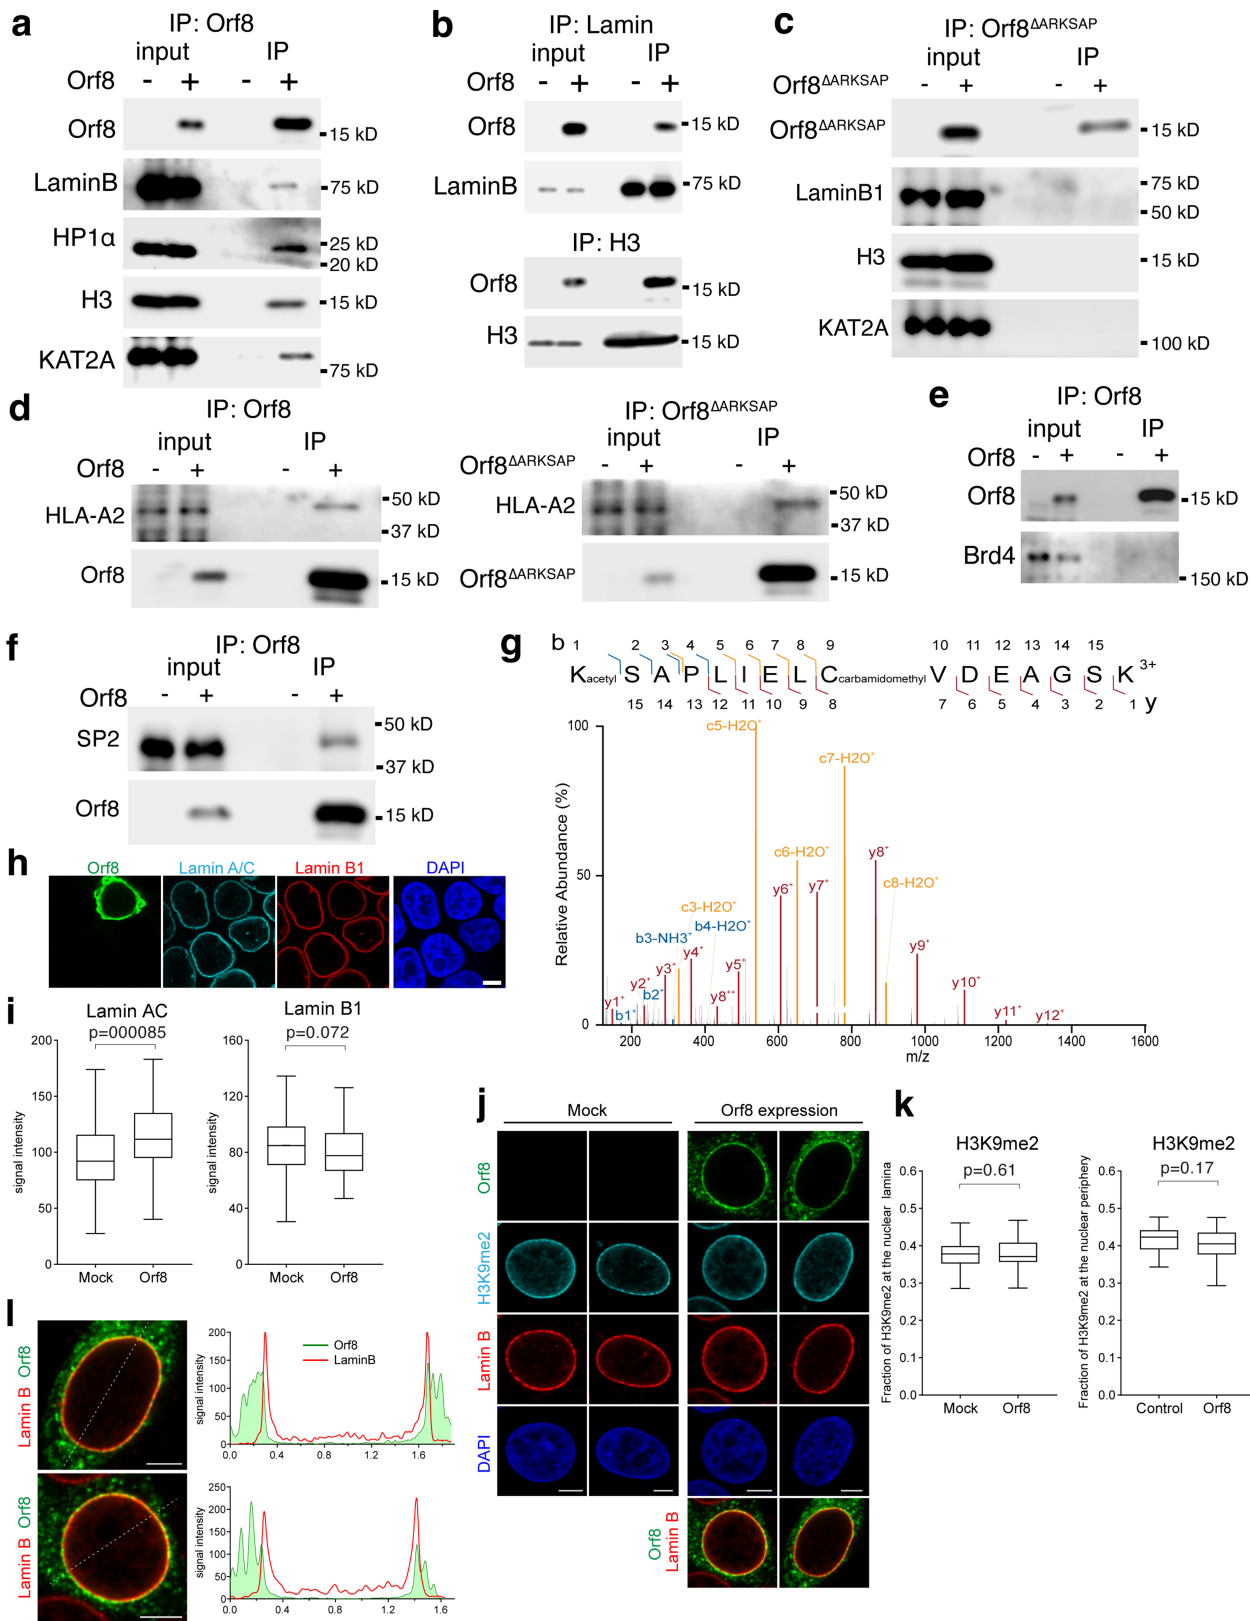 a
IP: Orf8
input IP
Orf8 - + - +
Orf8
15 kD
LaminB
75 kD
HP1α
25 kD
20 kD
H3
15 kD
KAT2A
75 kD
b
IP: Lamin
input IP
Orf8 - + - +
Orf8
15 kD
LaminB
75 kD
IP: H3
Orf8
15 kD
H3
15 kD
c
IP: Orf8ΔARKSAP
input IP
Orf8ΔARKSAP - + - +
Orf8ΔARKSAP
15 kD
LaminB1
75 kD
50 kD
H3
15 kD
KAT2A
100 kD
d
IP: Orf8
input IP
Orf8 - + - +
HLA-A2
50 kD
37 kD
Orf8
15 kD
IP: Orf8ΔARKSAP
input IP
Orf8ΔARKSAP - + - +
HLA-A2
50 kD
37 kD
Orf8ΔARKSAP
15 kD
e
IP: Orf8
input IP
Orf8 - + - +
Orf8
15 kD
Brd4
150 kD
f
IP: Orf8
input IP
Orf8 - + - +
SP2
50 kD
37 kD
Orf8
15 kD
g
b 1 2 3 4 5 6 7 8 9 10 11 12 13 14 15
KacetylSAPLIELCcarbamidomethylVDEAGSK3+
15 14 13 12 11 10 9 8 7 6 5 4 3 2 1 y
Relative Abundance (%)
100
50
0
c5-H2O+
c7-H2O+
c6-H2O+
y8+
c8-H2O+
y6+
y7+
c3-H2O+
b4-H2O+
b3-NH3+
y4+
y5+
y9+
y3+
y2+
b2+
y1+
b1+
y8++
y10+
y11+
y12+
200 400 600 800 1000 1200 1400 1600
m/z
h
Orf8 Lamin A/C Lamin B1 DAPI
i
Lamin AC
p=000085
signal intensity
200
150
100
50
0
Mock Orf8
Lamin B1
p=0.072
signal intensity
160
120
80
40
0
Mock Orf8
j
Mock Orf8 expression
Orf8
H3K9me2
Lamin B
DAPI
Orf8
Lamin B
k
H3K9me2
p=0.61
Fraction of H3K9me2 at the nuclear lamina
0.6
0.5
0.4
0.3
0.2
0.1
0.0
Mock Orf8
H3K9me2
p=0.17
Fraction of H3K9me2 at the nuclear periphery
0.6
0.5
0.4
0.3
0.2
0.1
0.0
Control Orf8
l
Lamin B Orf8
signal intensity
200
150
100
50
0
Orf8
LaminB
0.0 0.4 0.8 1.2 1.6
Lamin B Orf8
signal intensity
250
200
150
100
50
0
0.0 0.4 0.8 1.2 1.6